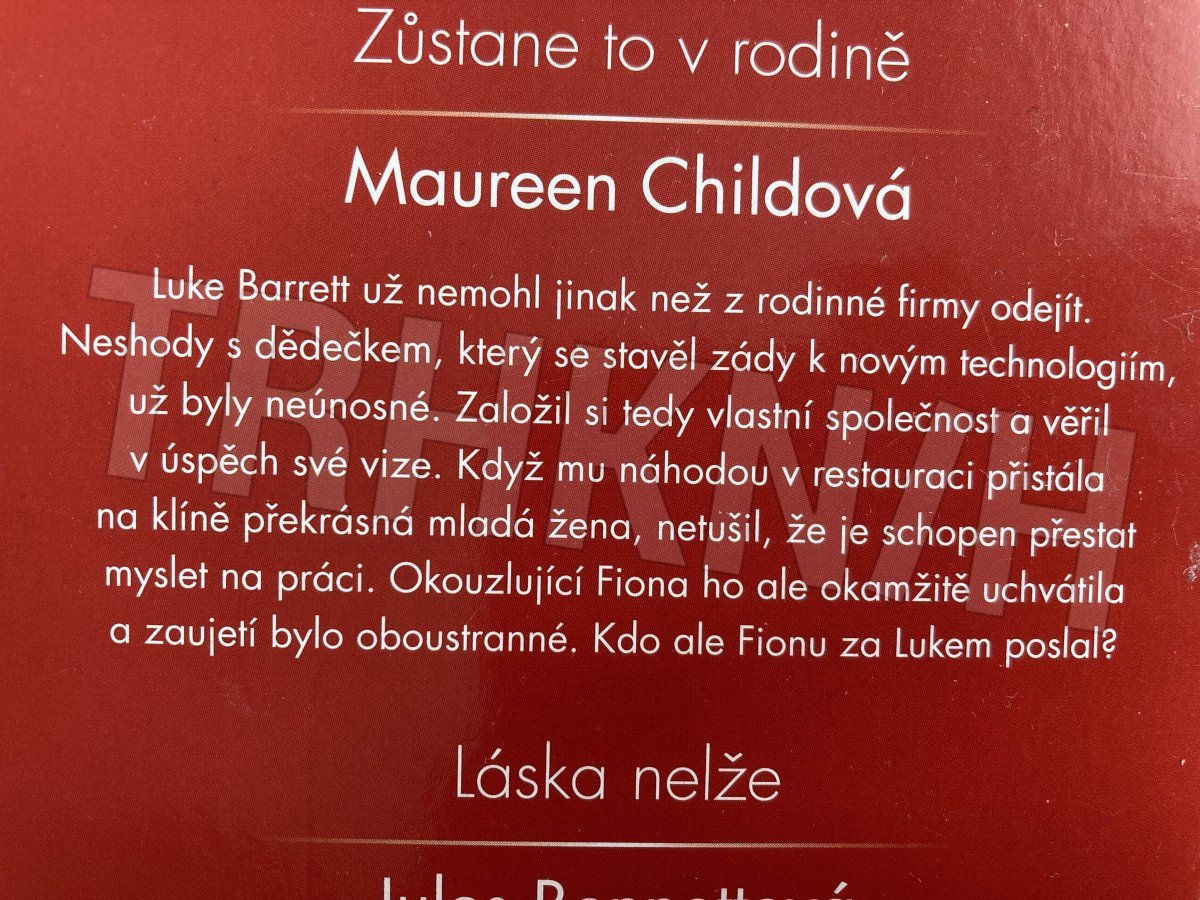 Zůstane to v rodině
Maureen Childová
Luke Barrett už nemohl jinak než z rodinné firmy odejít.
Neshody s dědečkem, který se stavěl zády k novým technologiím,
už byly neúnosné. Založil si tedy vlastní společnost a věřil
v úspěch své vize. Když mu náhodou v restauraci přistála
na klíně překrásná mladá žena, netušil, že je schopen přestat
myslet na práci. Okouzlující Fiona ho ale okamžitě uchvátila
a zaujetí bylo oboustranné. Kdo ale Fionu za Lukem poslal?
TRHKNIH
Láska nelže
Jules Bennettová